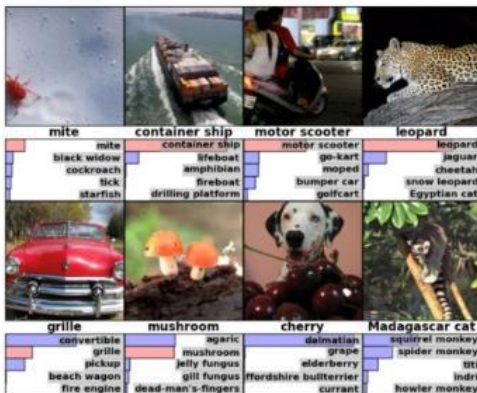 mite
container ship
motor scooter
leopard
mite
black widow
cockroach
tick
starfish
container ship
lifeboat
amphibian
fireboat
drilling platform
motor scooter
go-kart
moped
bumper car
golfcart
leopard
jaguar
cheetah
snow leopard
Egyptian cat
grille
mushroom
cherry
Madagascar cat
convertible
grille
pickup
beach wagon
fire engine
agaric
mushroom
jelly fungus
gill fungus
dead-man's-fingers
dalmatian
grape
elderberry
ffordshire bullterrier
currant
squirrel monkey
spider monkey
titi
indri
howler monkey